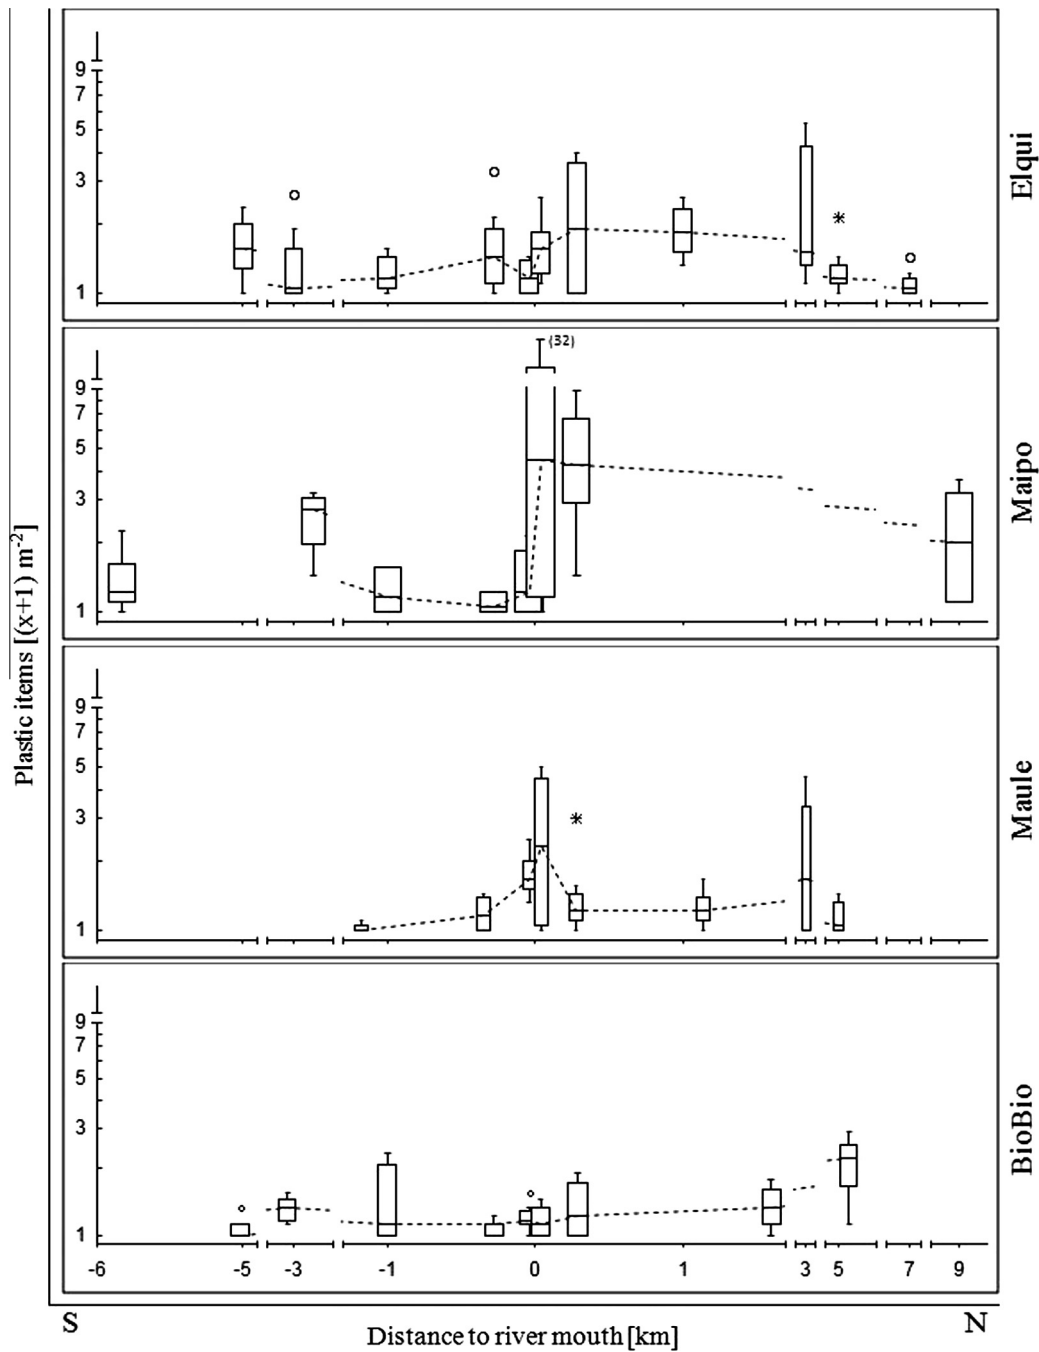 9
7
5
3
1
Elqui
(32)
9
7
5
3
1
Maipo
9
7
5
3
1
Maule
9
7
5
3
1
BioBio
-6 -5 -3 -1 0 1 3 5 7 9
S N
Distance to river mouth [km]
Plastic items [(x+1) m-2]